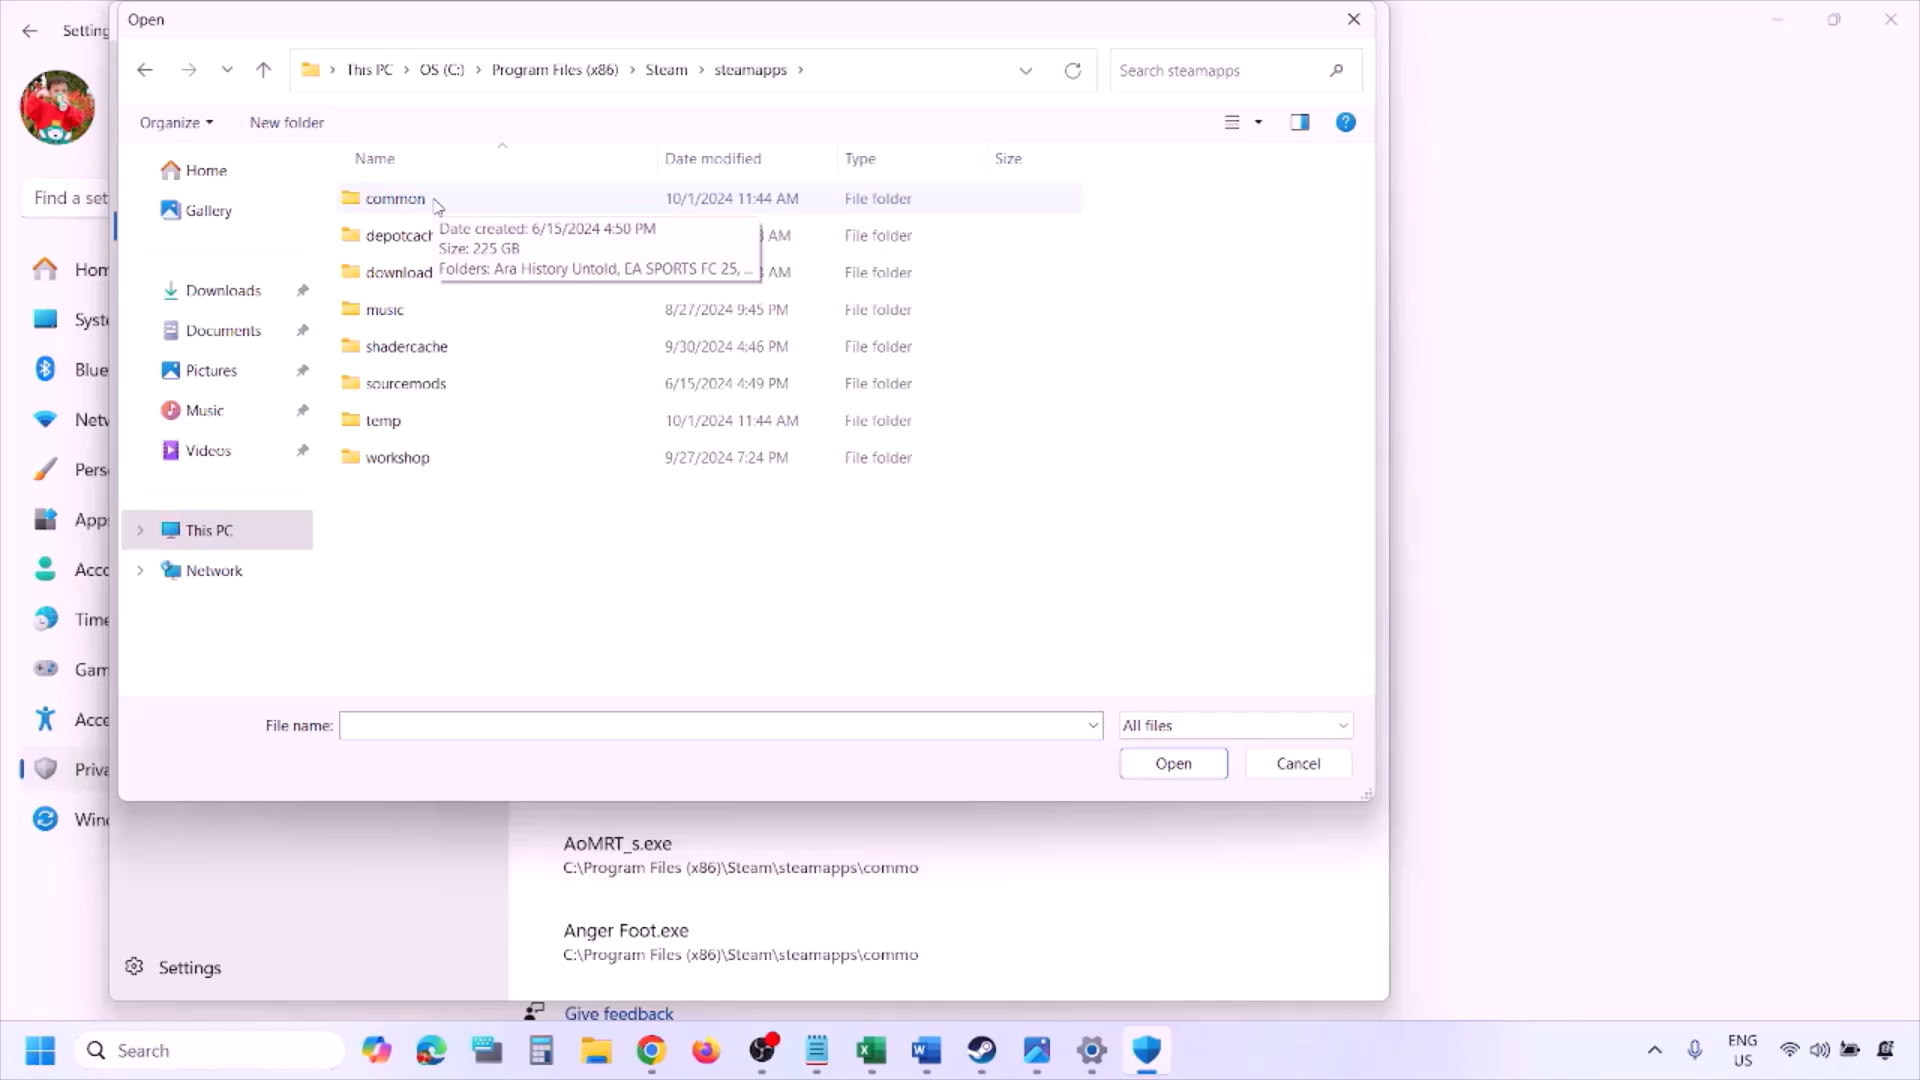 Open
Setting
This PC > OS (C:) > Program Files (x86) > Steam > steamapps >
Search steamapps
Organize
New folder
Find a set
Home
Gallery
Downloads
Documents
Pictures
Music
Videos
This PC
Network
Name
Date modified
Type
Size
common
10/1/2024 11:44 AM
File folder
depotcach
AM
File folder
download
AM
File folder
Date created: 6/15/2024 4:50 PM
Size: 225 GB
Folders: Ara History Untold, EA SPORTS FC 25, ...
music
8/27/2024 9:45 PM
File folder
shadercache
9/30/2024 4:46 PM
File folder
sourcemods
6/15/2024 4:49 PM
File folder
temp
10/1/2024 11:44 AM
File folder
workshop
9/27/2024 7:24 PM
File folder
Hom
Syste
Blue
Netw
Perso
Apps
Acco
Time
Gam
Acce
Priva
Wind
File name:
All files
Open
Cancel
AoMRT_s.exe
C:\Program Files (x86)\Steam\steamapps\commo
Anger Foot.exe
C:\Program Files (x86)\Steam\steamapps\commo
Settings
Give feedback
Search
ENG
US